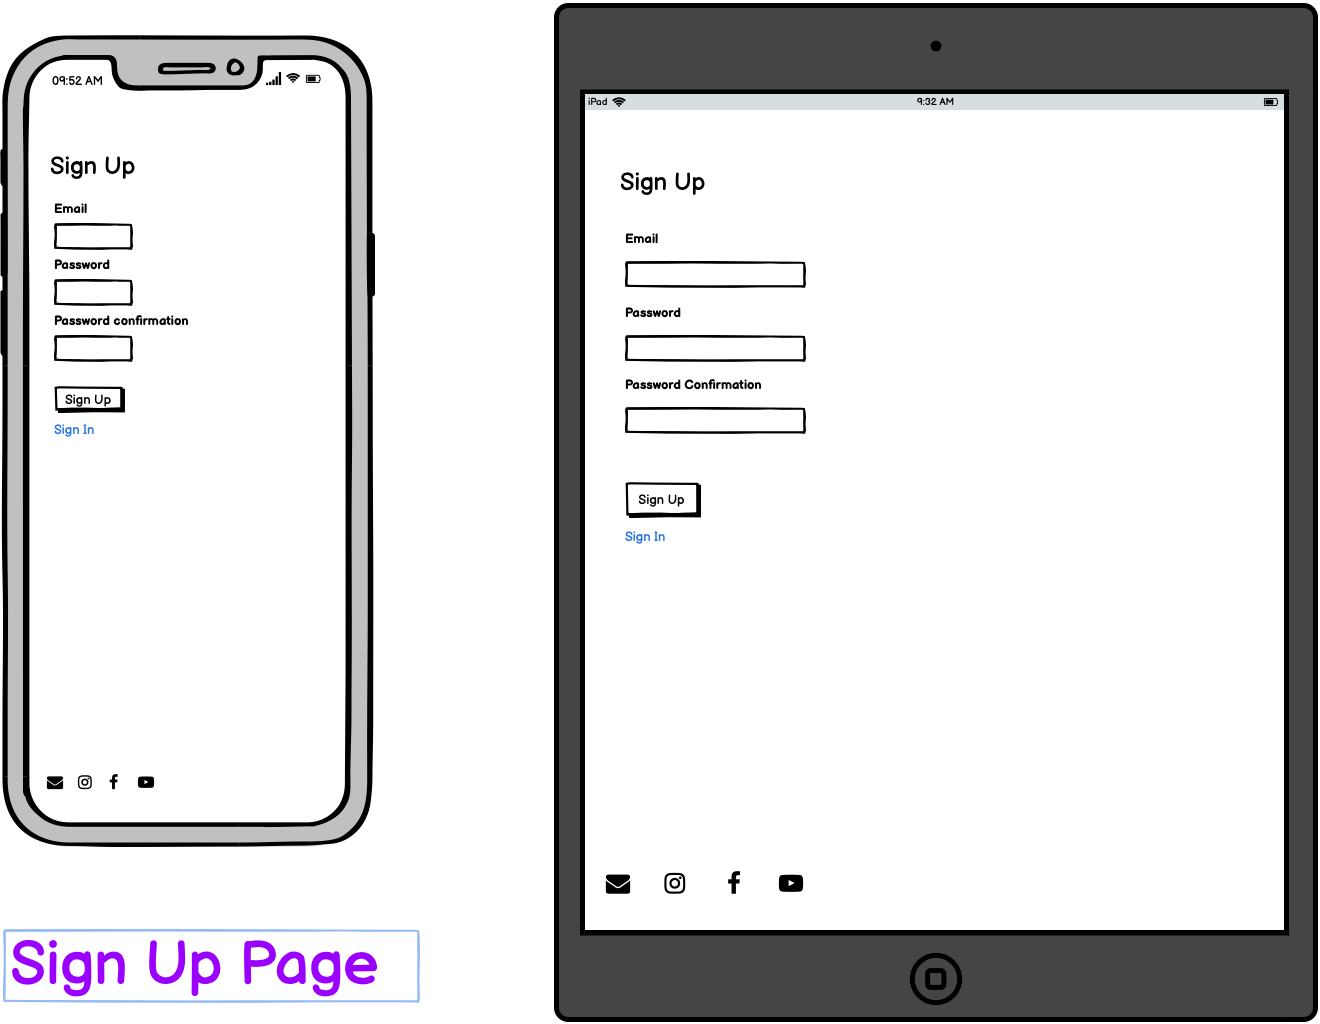 09:52 AM
Sign Up
Email
Password
Password confirmation
Sign Up
Sign In
Sign Up Page
iPad
9:32 AM
Sign Up
Email
Password
Password Confirmation
Sign Up
Sign In